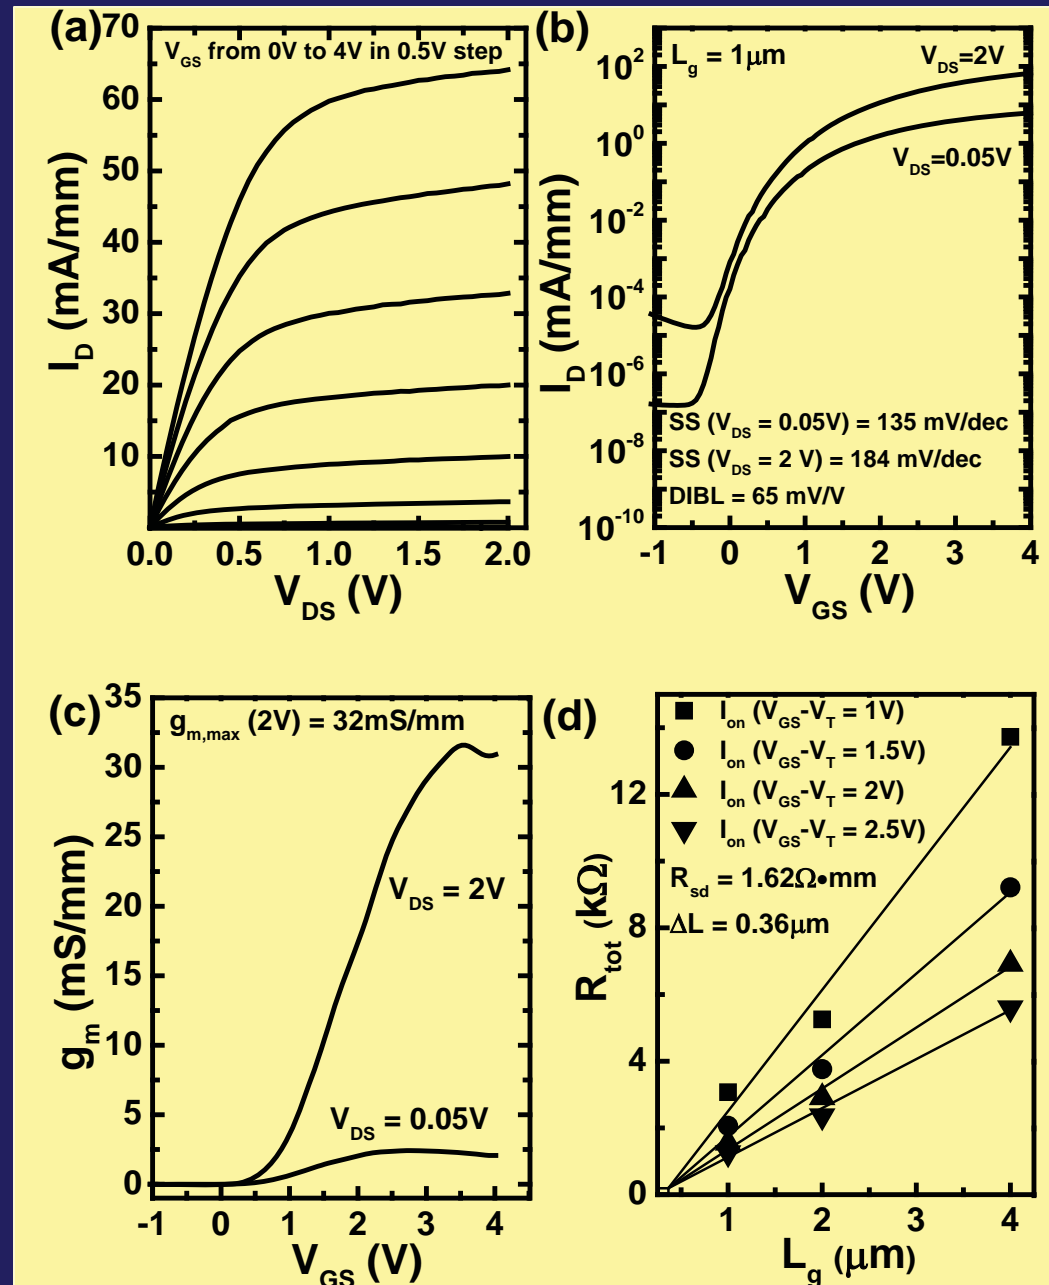 (a)
V_GS from 0V to 4V in 0.5V step
70
60
50
40
30
20
10
0.0 0.5 1.0 1.5 2.0
I_D (mA/mm)
V_DS (V)
(b)
L_g = 1μm
V_DS=2V
V_DS=0.05V
10^2
10^0
10^-2
10^-4
10^-6
10^-8
10^-10
SS (V_DS = 0.05V) = 135 mV/dec
SS (V_DS = 2 V) = 184 mV/dec
DIBL = 65 mV/V
-1 0 1 2 3 4
I_D (mA/mm)
V_GS (V)
(c)
g_m,max (2V) = 32mS/mm
35
30
25
20
15
10
5
0
V_DS = 2V
V_DS = 0.05V
-1 0 1 2 3 4
g_m (mS/mm)
V_GS (V)
(d)
I_on (V_GS-V_T = 1V)
I_on (V_GS-V_T = 1.5V)
I_on (V_GS-V_T = 2V)
I_on (V_GS-V_T = 2.5V)
R_sd = 1.62Ω•mm
ΔL = 0.36μm
12
8
4
0
1 2 4
R_tot (kΩ)
L_g (μm)